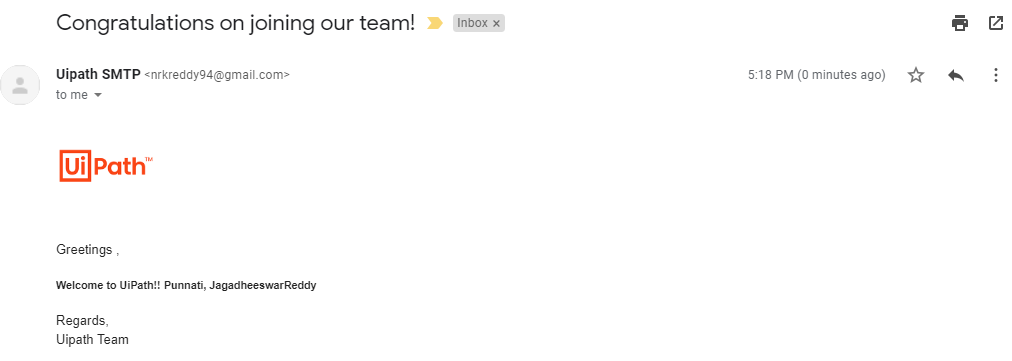 Congratulations on joining our team! Inbox ×
Uipath SMTP <nrkreddy94@gmail.com> 5:18 PM (0 minutes ago)
to me
UiPath™
Greetings ,
Welcome to UiPath!! Punnati, JagadheeswarReddy
Regards,
Uipath Team